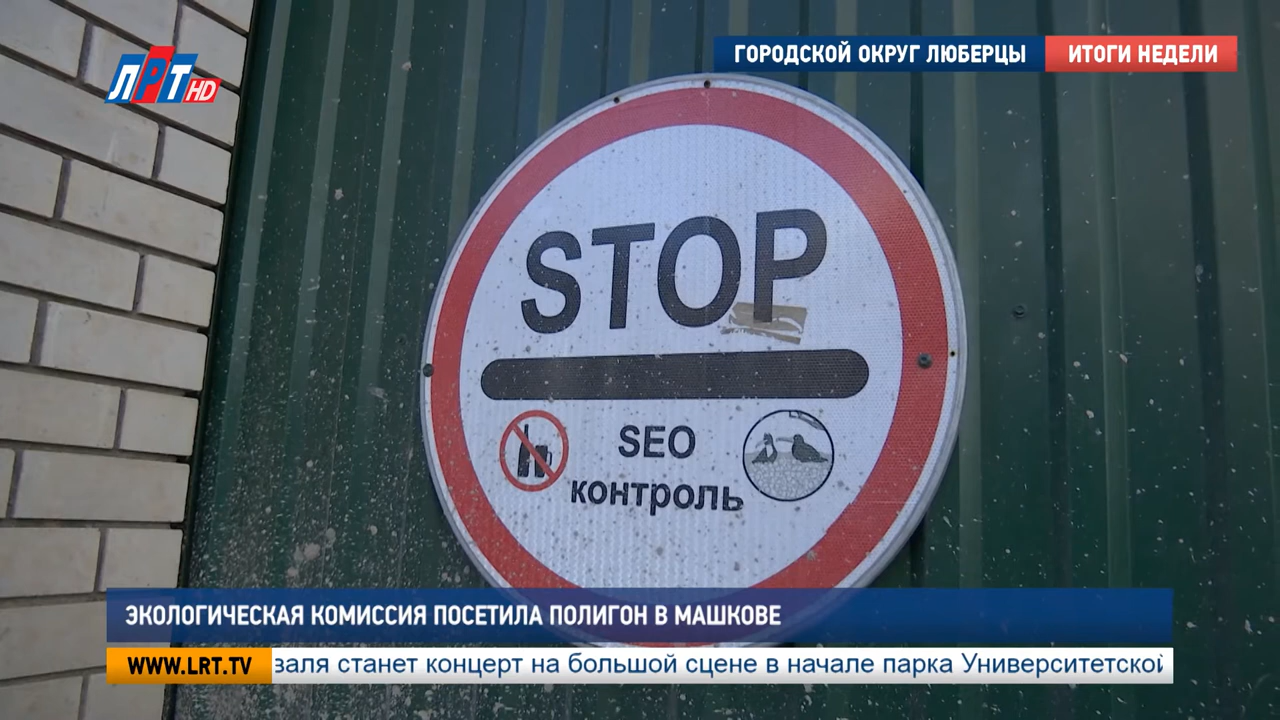 ЛРТ HD
ГОРОДСКОЙ ОКРУГ ЛЮБЕРЦЫ ИТОГИ НЕДЕЛИ
STOP
SEO
контроль
ЭКОЛОГИЧЕСКАЯ КОМИССИЯ ПОСЕТИЛА ПОЛИГОН В МАШКОВЕ
WWW.LRT.TV валя станет концерт на большой сцене в начале парка Университетской